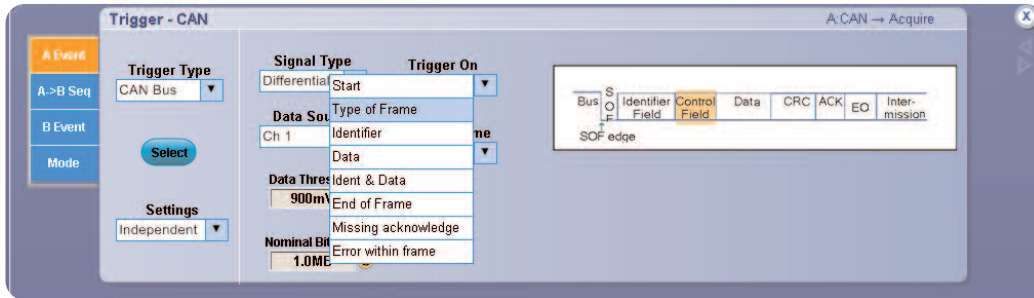 Trigger - CAN
A:CAN → Acquire
X
A Event
A->B Seq
B Event
Mode
Trigger Type
CAN Bus
Select
Settings
Independent
Signal Type
Differential
Data Sou
Ch 1
Data Thres
900mV
Nominal Bit
Trigger On
Start
Type of Frame
Identifier
Data
Ident & Data
End of Frame
Missing acknowledge
Error within frame
me
Bus
SOF
Identifier Field
Control Field
Data
CRC
ACK
EO
Inter-
mission
SOF edge